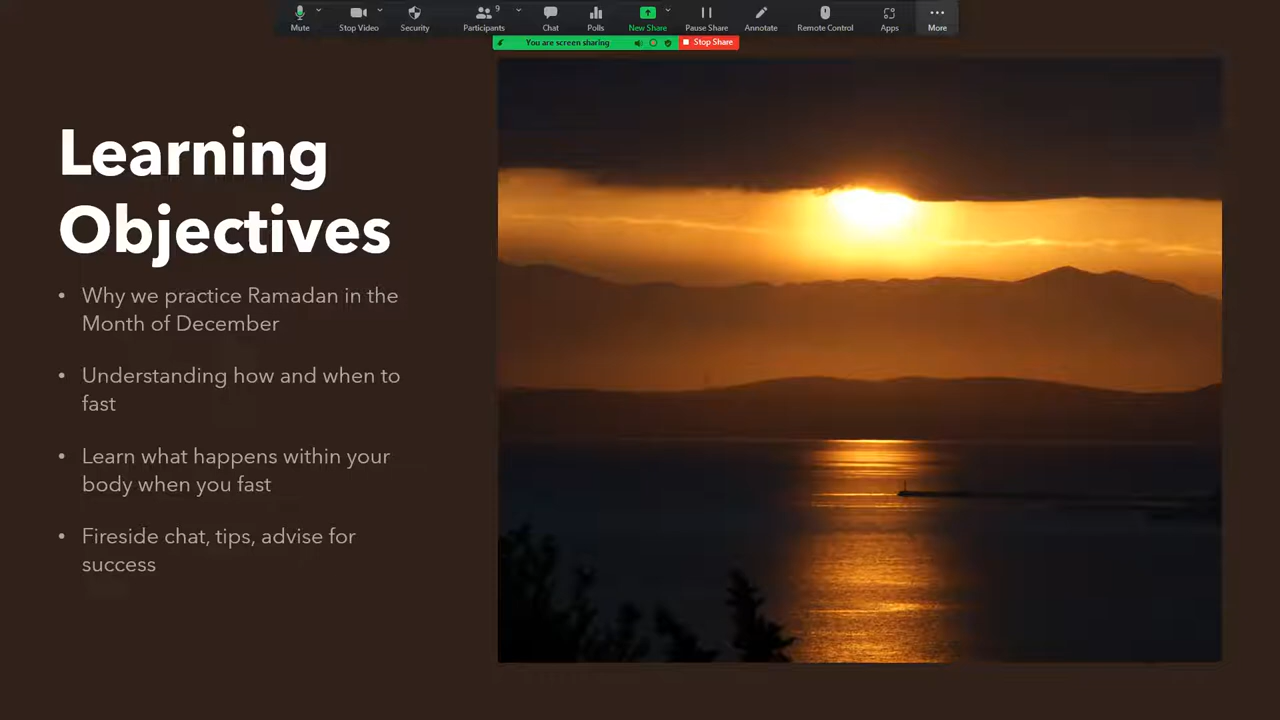 9
Mute
Stop Video
Security
Participants
Chat
Polls
New Share
Pause Share
Annotate
Remote Control
Apps
More
You are screen sharing
Stop Share
Learning
Objectives
• Why we practice Ramadan in the
Month of December
• Understanding how and when to
fast
• Learn what happens within your
body when you fast
• Fireside chat, tips, advise for
success